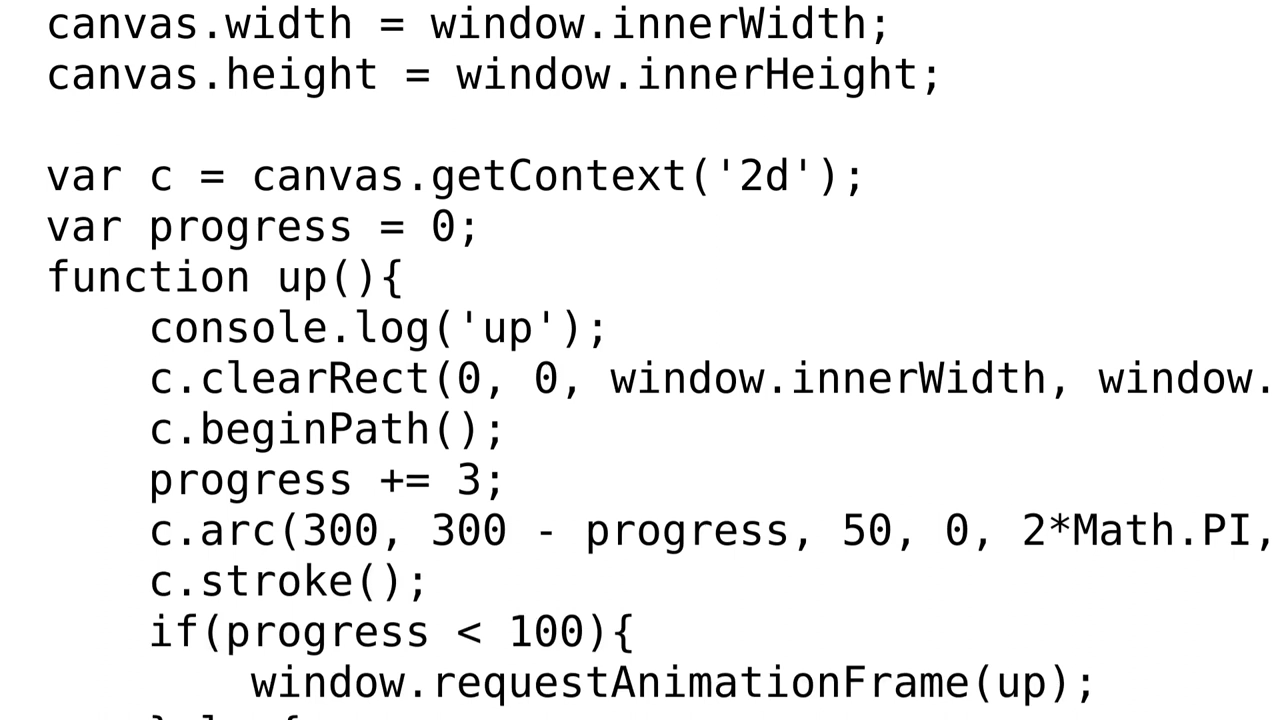 canvas.width = window.innerWidth;
canvas.height = window.innerHeight;
var c = canvas.getContext('2d');
var progress = 0;
function up(){
console.log('up');
c.clearRect(0, 0, window.innerWidth, window.
c.beginPath();
progress += 3;
c.arc(300, 300 - progress, 50, 0, 2*Math.PI,
c.stroke();
if(progress < 100){
window.requestAnimationFrame(up);